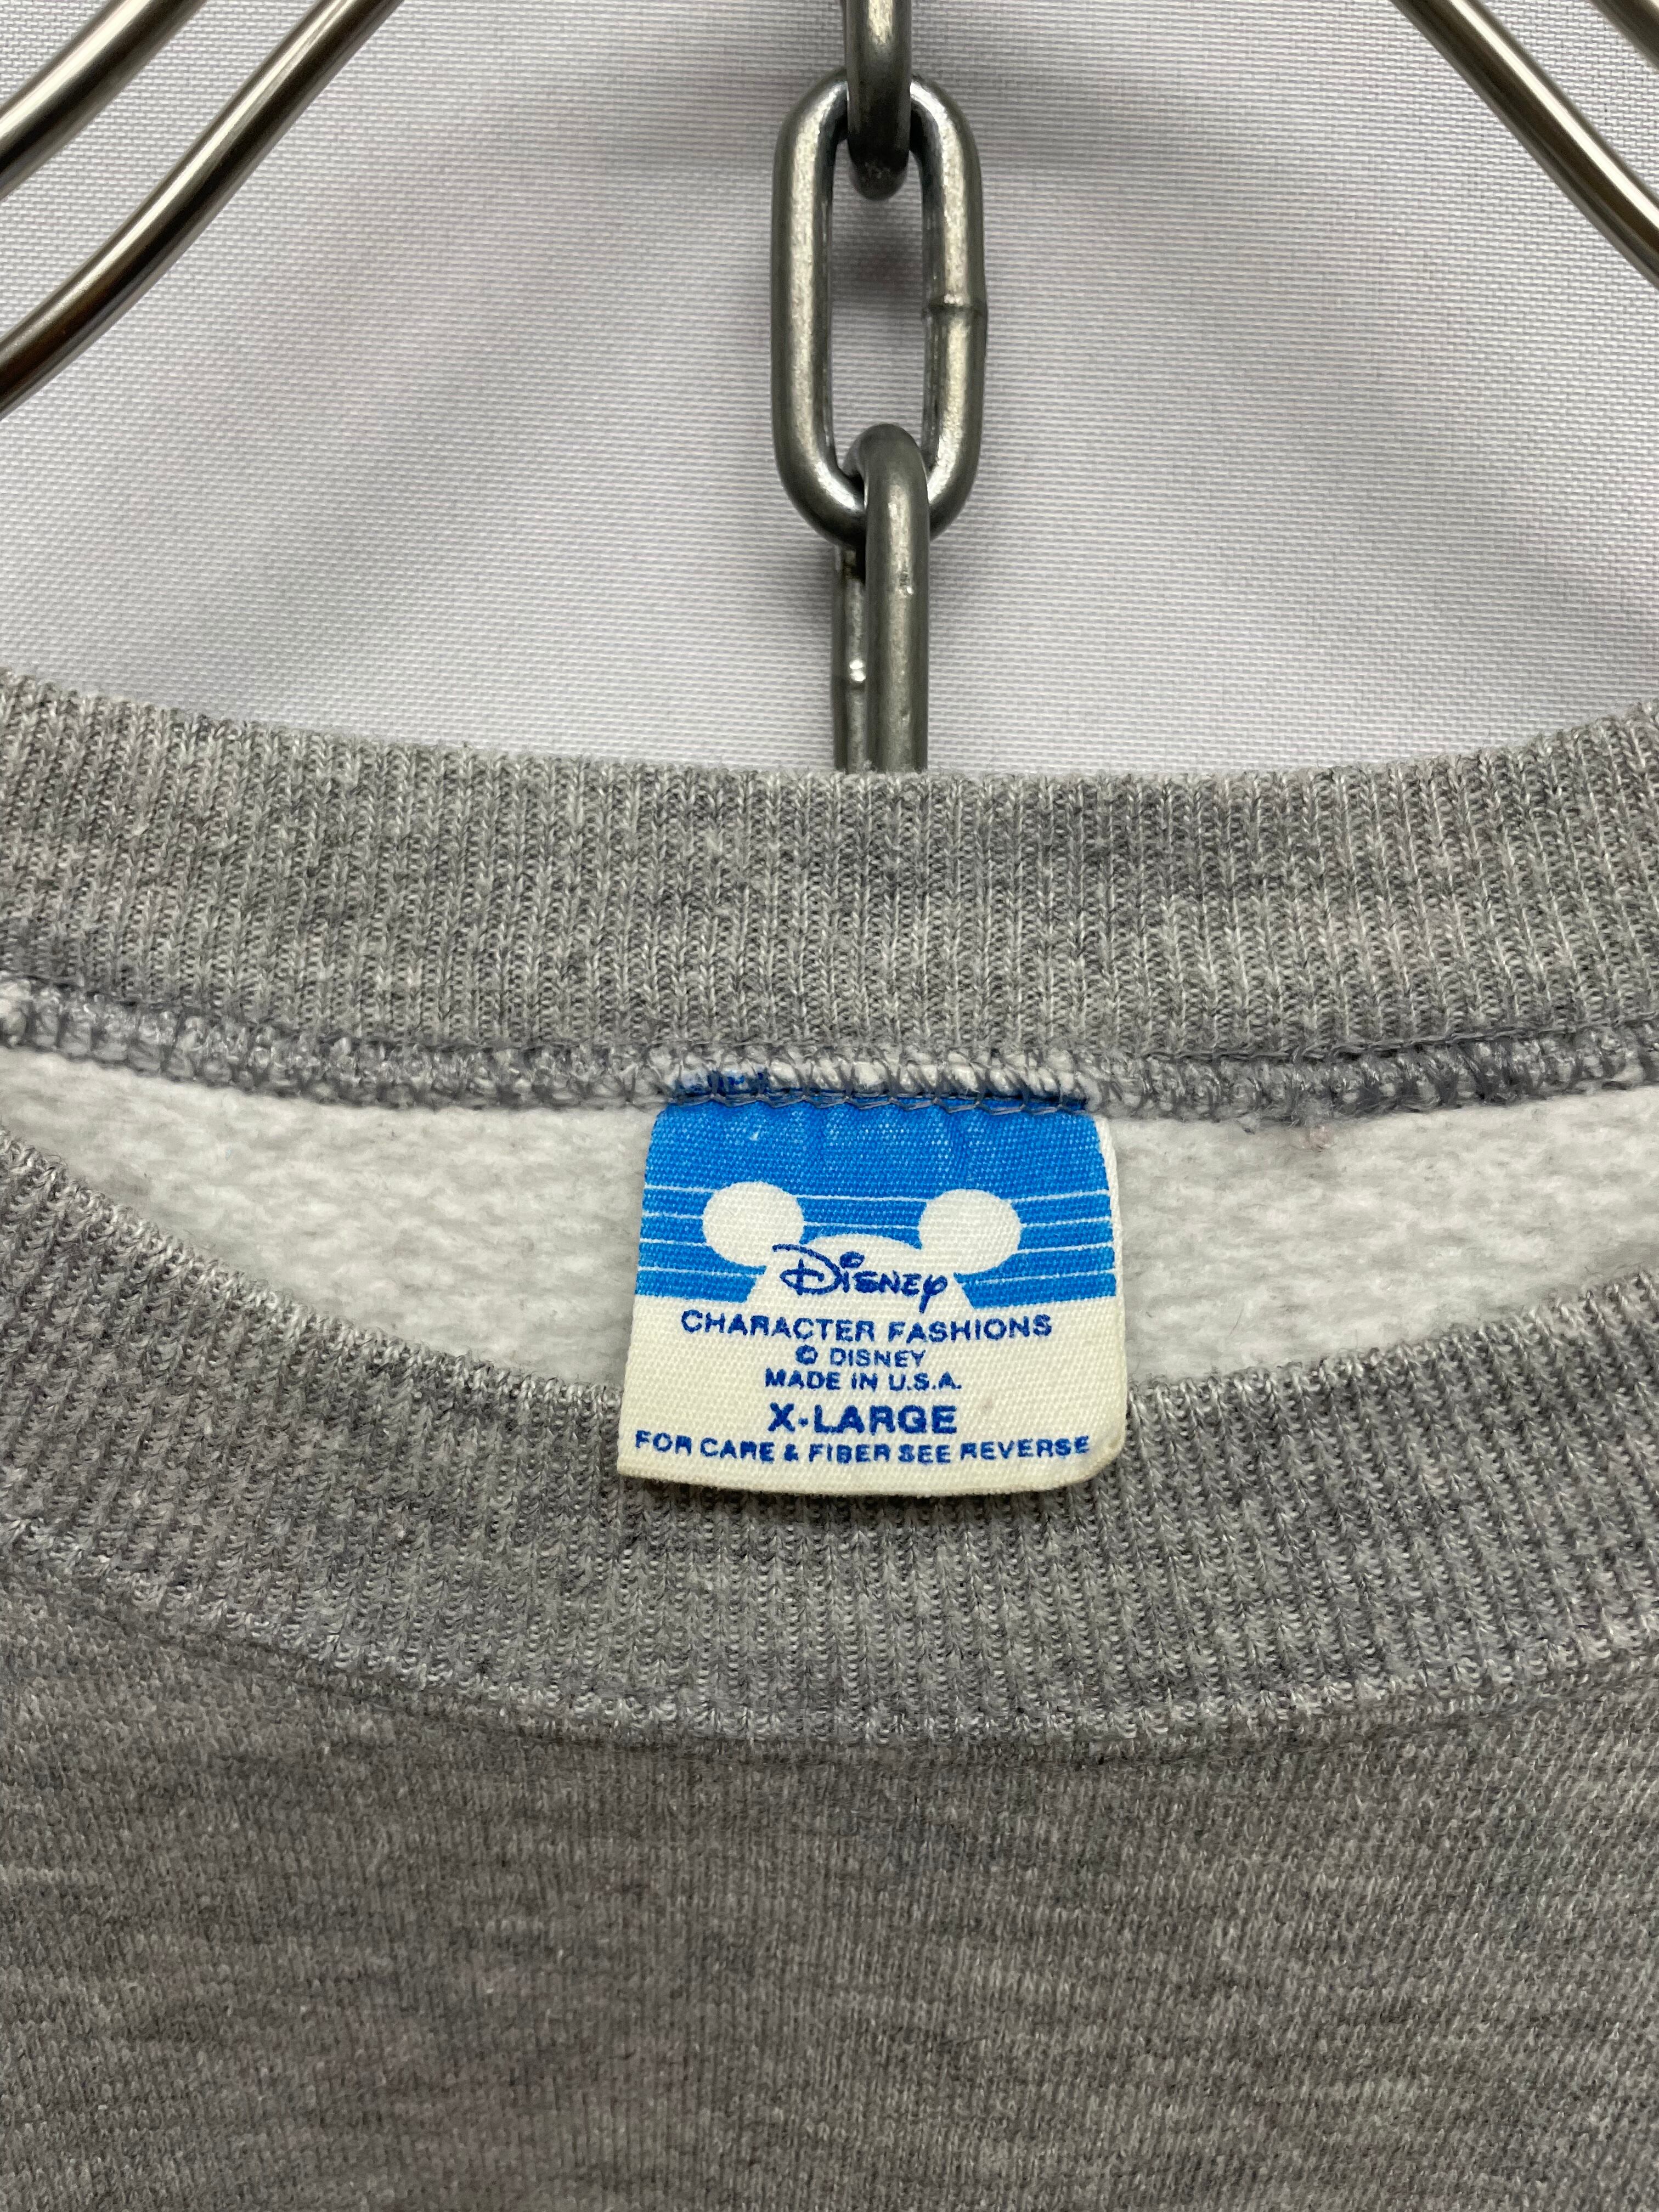 Disney
CHARACTER FASHIONS
© DISNEY
MADE IN U.S.A.
X-LARGE
FOR CARE & FIBER SEE REVERSE